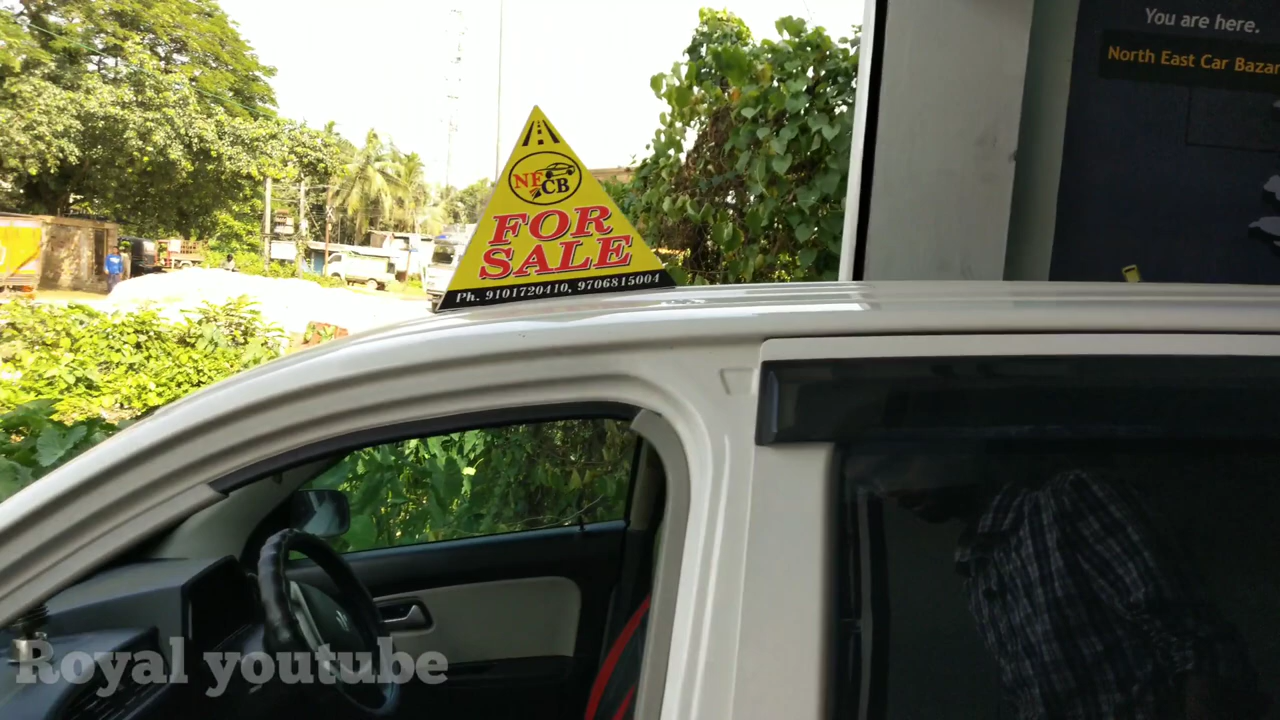 You are here.
North East Car Bazar
NECB
FOR
SALE
Ph. 9101720410, 9706815004
Royal youtube